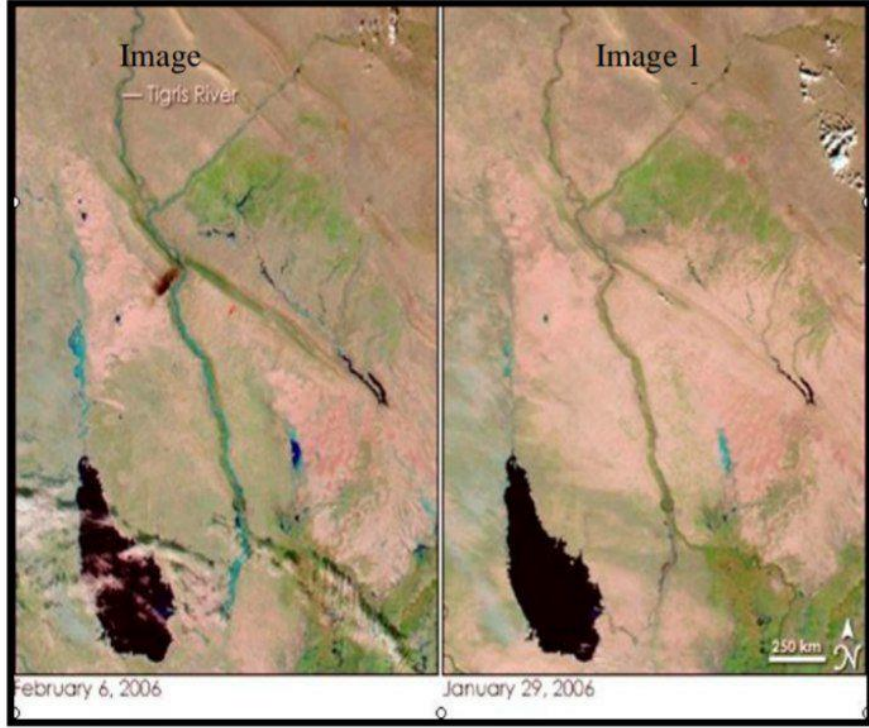 Image
Image 1
— Tigris River
250 km
N
February 6, 2006
January 29, 2006